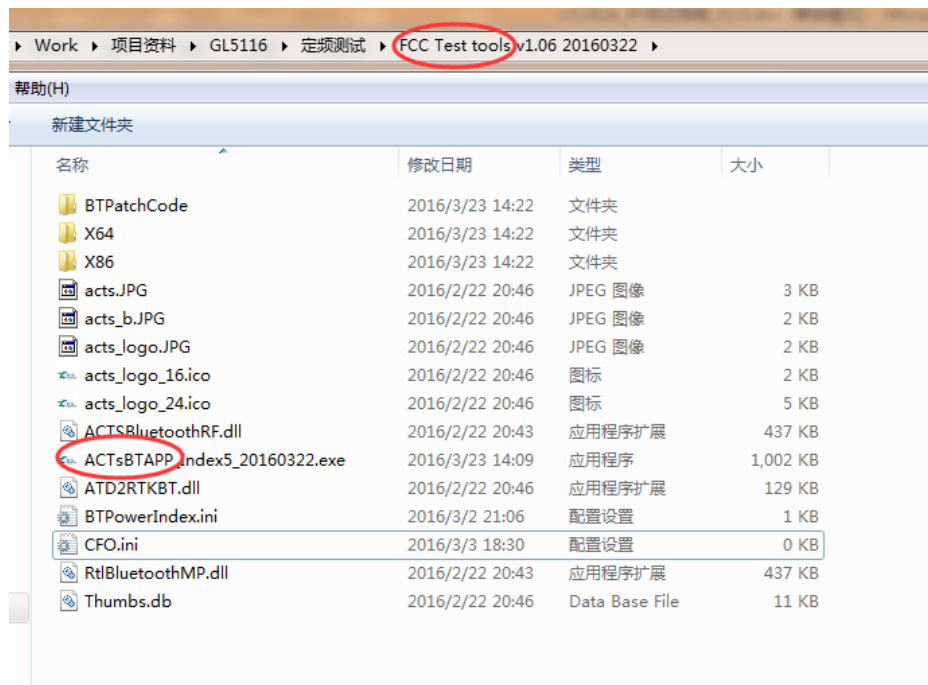 Work ▸ 项目资料 ▸ GL5116 ▸ 定频测试 ▸ FCC Test tools v1.06 20160322 ▸
帮助(H)
新建文件夹
名称 修改日期 类型 大小
BTPatchCode 2016/3/23 14:22 文件夹
X64 2016/3/23 14:22 文件夹
X86 2016/3/23 14:22 文件夹
acts.JPG 2016/2/22 20:46 JPEG 图像 3 KB
acts_b.JPG 2016/2/22 20:46 JPEG 图像 2 KB
acts_logo.JPG 2016/2/22 20:46 JPEG 图像 2 KB
acts_logo_16.ico 2016/2/22 20:46 图标 2 KB
acts_logo_24.ico 2016/2/22 20:46 图标 5 KB
ACTSBluetoothRF.dll 2016/2/22 20:43 应用程序扩展 437 KB
ACTsBTAPP_Index5_20160322.exe 2016/3/23 14:09 应用程序 1,002 KB
ATD2RTKBT.dll 2016/2/22 20:46 应用程序扩展 129 KB
BTPowerIndex.ini 2016/3/2 21:06 配置设置 1 KB
CFO.ini 2016/3/3 18:30 配置设置 0 KB
RtlBluetoothMP.dll 2016/2/22 20:43 应用程序扩展 437 KB
Thumbs.db 2016/2/22 20:46 Data Base File 11 KB